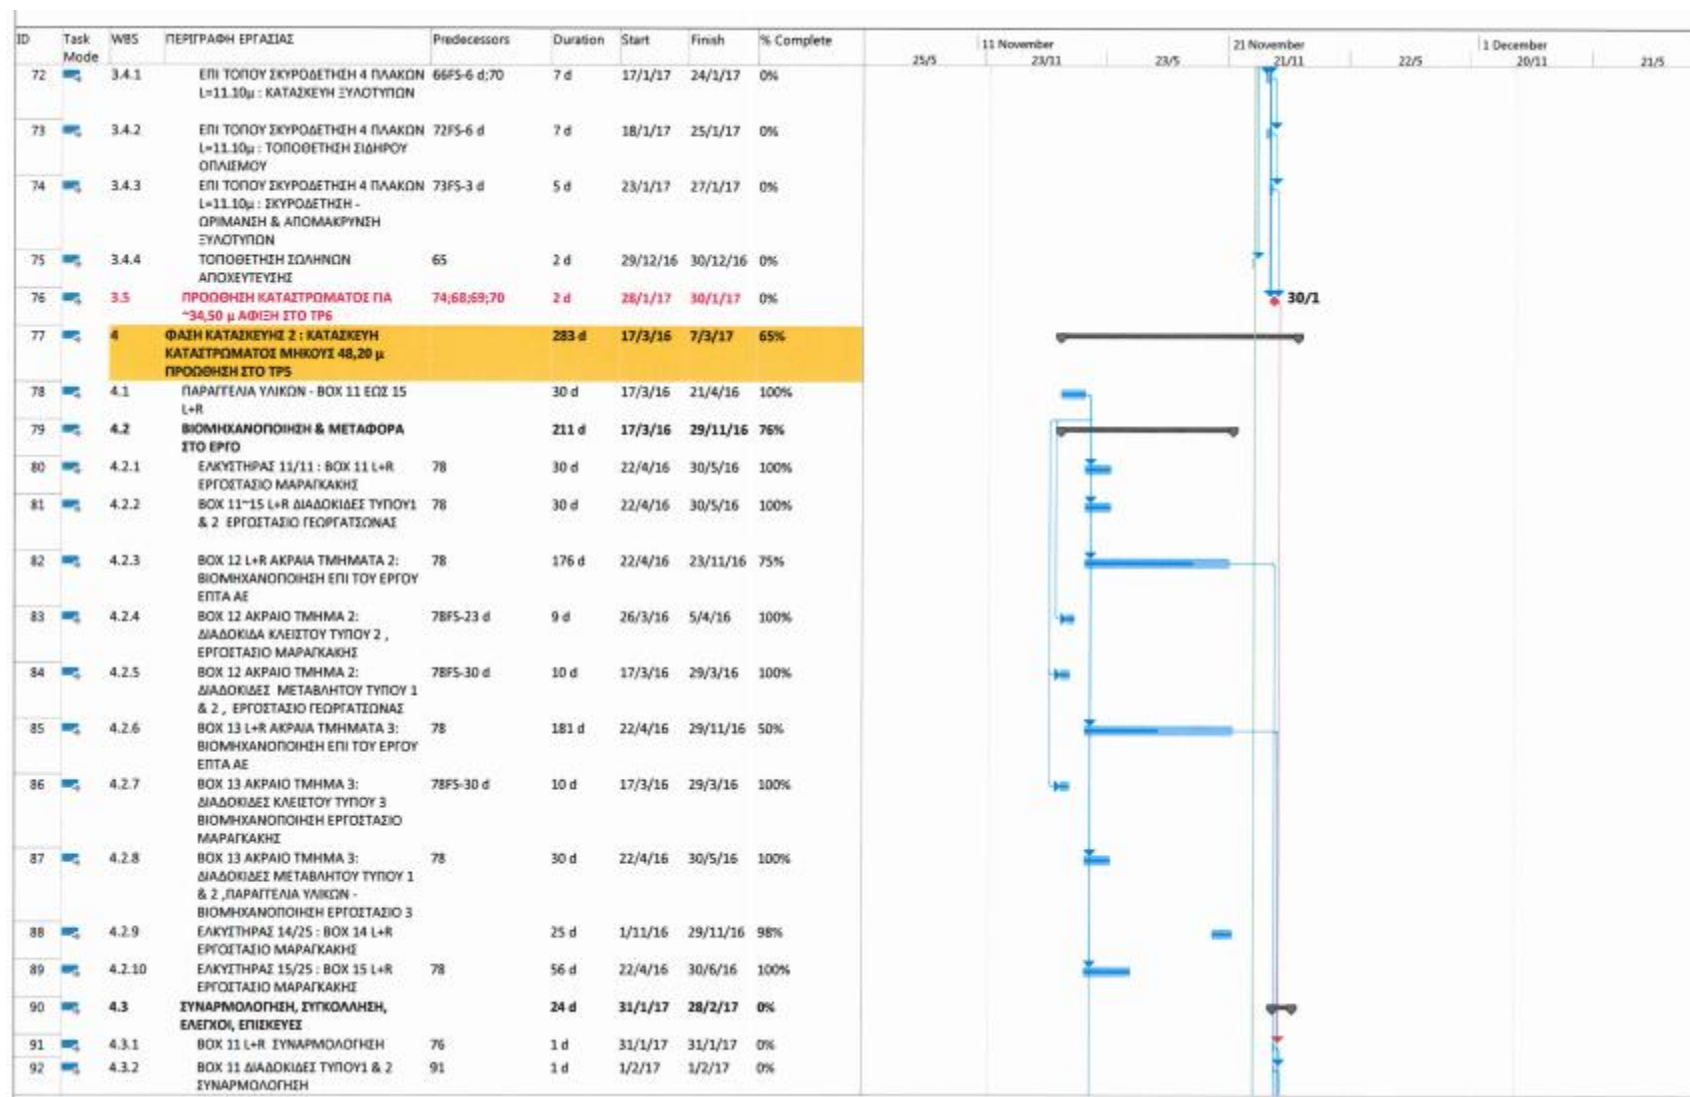 ID Task Mode WBS ΠΕΡΙΓΡΑΦΗ ΕΡΓΑΣΙΑΣ Predecessors Duration Start Finish % Complete
11 November 21 November 1 December
25/5 23/11 23/5 21/11 22/5 20/11 21/5
72 3.4.1 ΕΠΙ ΤΟΠΟΥ ΣΚΥΡΟΔΕΤΗΣΗ 4 ΠΛΑΚΩΝ 66FS-6 d;70 7 d 17/1/17 24/1/17 0%
L=11.10μ : ΚΑΤΑΣΚΕΥΗ ΞΥΛΟΤΥΠΩΝ
73 3.4.2 ΕΠΙ ΤΟΠΟΥ ΣΚΥΡΟΔΕΤΗΣΗ 4 ΠΛΑΚΩΝ 72FS-6 d 7 d 18/1/17 25/1/17 0%
L=11.10μ : ΤΟΠΟΘΕΤΗΣΗ ΣΙΔΗΡΟΥ
ΟΠΛΙΣΜΟΥ
74 3.4.3 ΕΠΙ ΤΟΠΟΥ ΣΚΥΡΟΔΕΤΗΣΗ 4 ΠΛΑΚΩΝ 73FS-3 d 5 d 23/1/17 27/1/17 0%
L=11.10μ : ΣΚΥΡΟΔΕΤΗΣΗ -
ΩΡΙΜΑΝΣΗ & ΑΠΟΜΑΚΡΥΝΣΗ
ΞΥΛΟΤΥΠΩΝ
75 3.4.4 ΤΟΠΟΘΕΤΗΣΗ ΣΩΛΗΝΩΝ 65 2 d 29/12/16 30/12/16 0%
ΑΠΟΧΕΥΤΕΥΣΗΣ
76 3.5 ΠΡΟΩΘΗΣΗ ΚΑΤΑΣΤΡΩΜΑΤΟΣ ΓΙΑ 74;68;69;70 2 d 28/1/17 30/1/17 0% 30/1
~34,50 μ ΑΦΙΞΗ ΣΤΟ ΤΡ6
77 4 ΦΑΣΗ ΚΑΤΑΣΚΕΥΗΣ 2 : ΚΑΤΑΣΚΕΥΗ 283 d 17/3/16 7/3/17 65%
ΚΑΤΑΣΤΡΩΜΑΤΟΣ ΜΗΚΟΥΣ 48,20 μ
ΠΡΟΩΘΗΣΗ ΣΤΟ ΤΡ5
78 4.1 ΠΑΡΑΓΓΕΛΙΑ ΥΛΙΚΩΝ - BOX 11 ΕΩΣ 15 30 d 17/3/16 21/4/16 100%
L+R
79 4.2 ΒΙΟΜΗΧΑΝΟΠΟΙΗΣΗ & ΜΕΤΑΦΟΡΑ 211 d 17/3/16 29/11/16 76%
ΣΤΟ ΕΡΓΟ
80 4.2.1 ΕΛΚΥΣΤΗΡΑΣ 11/11 : BOX 11 L+R 78 30 d 22/4/16 30/5/16 100%
ΕΡΓΟΣΤΑΣΙΟ ΜΑΡΑΓΚΑΚΗΣ
81 4.2.2 BOX 11~15 L+R ΔΙΑΔΟΚΙΔΕΣ ΤΥΠΟΥ1 78 30 d 22/4/16 30/5/16 100%
& 2 ΕΡΓΟΣΤΑΣΙΟ ΓΕΩΡΓΑΤΣΩΝΑΣ
82 4.2.3 BOX 12 L+R ΑΚΡΑΙΑ ΤΜΗΜΑΤΑ 2: 78 176 d 22/4/16 23/11/16 75%
ΒΙΟΜΗΧΑΝΟΠΟΙΗΣΗ ΕΠΙ ΤΟΥ ΕΡΓΟΥ
ΕΠΤΑ ΑΕ
83 4.2.4 BOX 12 ΑΚΡΑΙΟ ΤΜΗΜΑ 2: 78FS-23 d 9 d 26/3/16 5/4/16 100%
ΔΙΑΔΟΚΙΔΑ ΚΛΕΙΣΤΟΥ ΤΥΠΟΥ 2 ,
ΕΡΓΟΣΤΑΣΙΟ ΜΑΡΑΓΚΑΚΗΣ
84 4.2.5 BOX 12 ΑΚΡΑΙΟ ΤΜΗΜΑ 2: 78FS-30 d 10 d 17/3/16 29/3/16 100%
ΔΙΑΔΟΚΙΔΕΣ ΜΕΤΑΒΛΗΤΟΥ ΤΥΠΟΥ 1
& 2 , ΕΡΓΟΣΤΑΣΙΟ ΓΕΩΡΓΑΤΣΩΝΑΣ
85 4.2.6 BOX 13 L+R ΑΚΡΑΙΑ ΤΜΗΜΑΤΑ 3: 78 181 d 22/4/16 29/11/16 50%
ΒΙΟΜΗΧΑΝΟΠΟΙΗΣΗ ΕΠΙ ΤΟΥ ΕΡΓΟΥ
ΕΠΤΑ ΑΕ
86 4.2.7 BOX 13 ΑΚΡΑΙΟ ΤΜΗΜΑ 3: 78FS-30 d 10 d 17/3/16 29/3/16 100%
ΔΙΑΔΟΚΙΔΕΣ ΚΛΕΙΣΤΟΥ ΤΥΠΟΥ 3
ΒΙΟΜΗΧΑΝΟΠΟΙΗΣΗ ΕΡΓΟΣΤΑΣΙΟ
ΜΑΡΑΓΚΑΚΗΣ
87 4.2.8 BOX 13 ΑΚΡΑΙΟ ΤΜΗΜΑ 3: 78 30 d 22/4/16 30/5/16 100%
ΔΙΑΔΟΚΙΔΕΣ ΜΕΤΑΒΛΗΤΟΥ ΤΥΠΟΥ 1
& 2 ,ΠΑΡΑΓΓΕΛΙΑ ΥΛΙΚΩΝ -
ΒΙΟΜΗΧΑΝΟΠΟΙΗΣΗ ΕΡΓΟΣΤΑΣΙΟ 3
88 4.2.9 ΕΛΚΥΣΤΗΡΑΣ 14/25 : BOX 14 L+R 25 d 1/11/16 29/11/16 98%
ΕΡΓΟΣΤΑΣΙΟ ΜΑΡΑΓΚΑΚΗΣ
89 4.2.10 ΕΛΚΥΣΤΗΡΑΣ 15/25 : BOX 15 L+R 78 56 d 22/4/16 30/6/16 100%
ΕΡΓΟΣΤΑΣΙΟ ΜΑΡΑΓΚΑΚΗΣ
90 4.3 ΣΥΝΑΡΜΟΛΟΓΗΣΗ, ΣΥΓΚΟΛΛΗΣΗ, 24 d 31/1/17 28/2/17 0%
ΕΛΕΓΧΟΙ, ΕΠΙΣΚΕΥΕΣ
91 4.3.1 BOX 11 L+R ΣΥΝΑΡΜΟΛΟΓΗΣΗ 76 1 d 31/1/17 31/1/17 0%
92 4.3.2 BOX 11 ΔΙΑΔΟΚΙΔΕΣ ΤΥΠΟΥ1 & 2 91 1 d 1/2/17 1/2/17 0%
ΣΥΝΑΡΜΟΛΟΓΗΣΗ